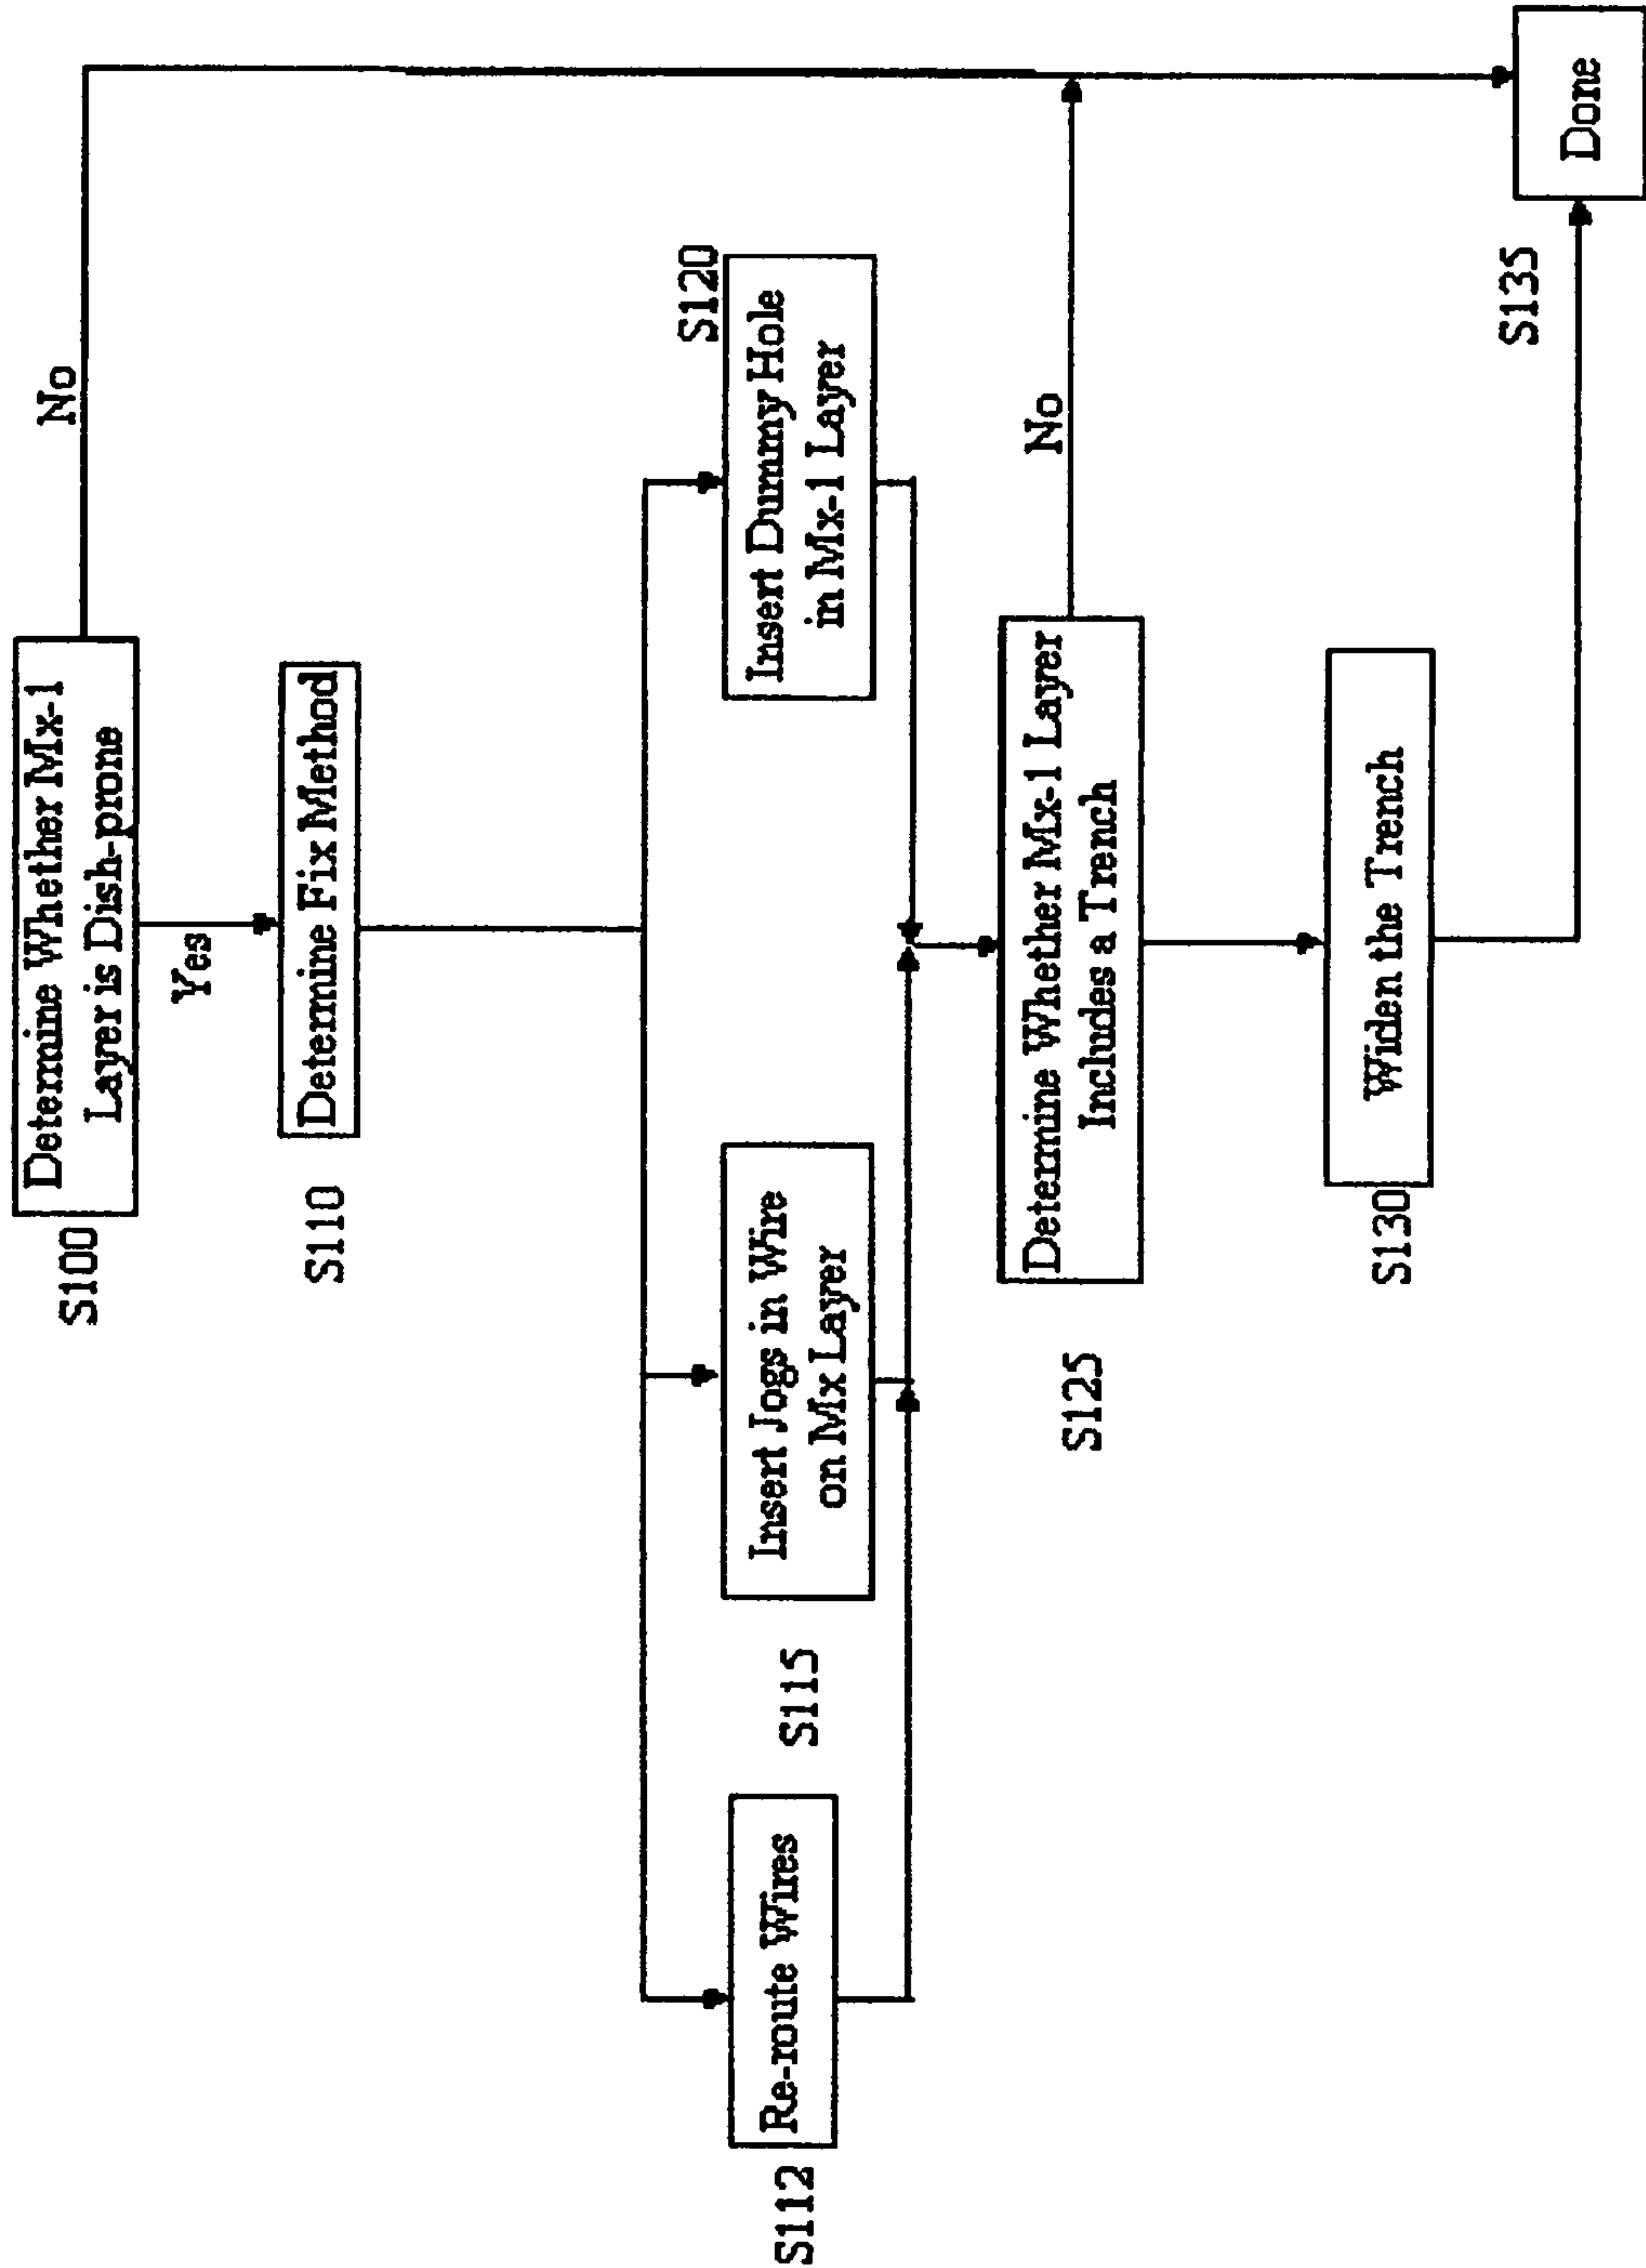 Determine Whether Mx-1
Layer is Dish-prone
S100
No
Yes
Determine Fix Method
S110
Re-route Wires
S112
Insert Jogs in Wire
on Mx Layer
S115
Insert Dummy Hole
in Mx-1 Layer
S120
Determine Whether Mx-1 Layer
Includes a Trench
S125
No
Widen the Trench
S130
Done
S135